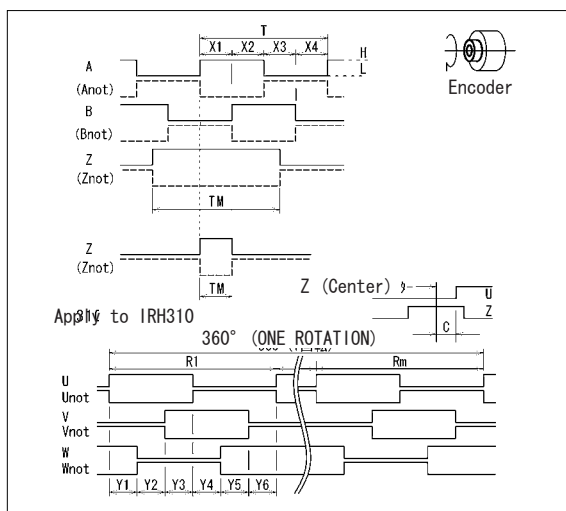 T
X1 X2 X3 X4
A
H
L
(Anot)
Encoder
B
(Bnot)
Z
(Znot)
TM
Z
(Znot)
TM
Z (Center)
U
Z
C
Apply to IRH310
360° (ONE ROTATION)
R1
Rm
U
Unot
V
Vnot
W
Wnot
Y1 Y2 Y3 Y4 Y5 Y6